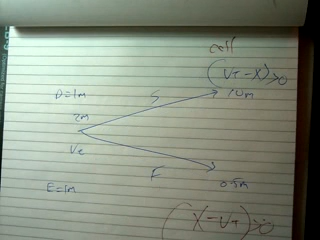 call
(VT - X) > 0
D = 1m
S
10m
2m
Ve
F
E = 1m
0.5m
(X - VT) > 0